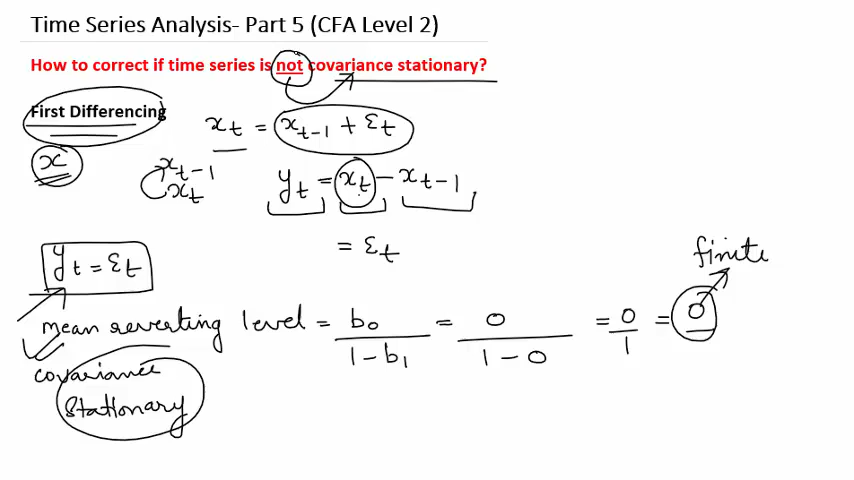 Time Series Analysis- Part 5 (CFA Level 2)
How to correct if time series is not covariance stationary?
First Differencing
xt = xt-1 + εt
x
xt-1
xt
yt = xt - xt-1
= εt
yt = εt
finite
mean reverting level = b0 / 1 - b1 = 0 / 1 - 0 = 0 / 1 = 0
covariance
stationary